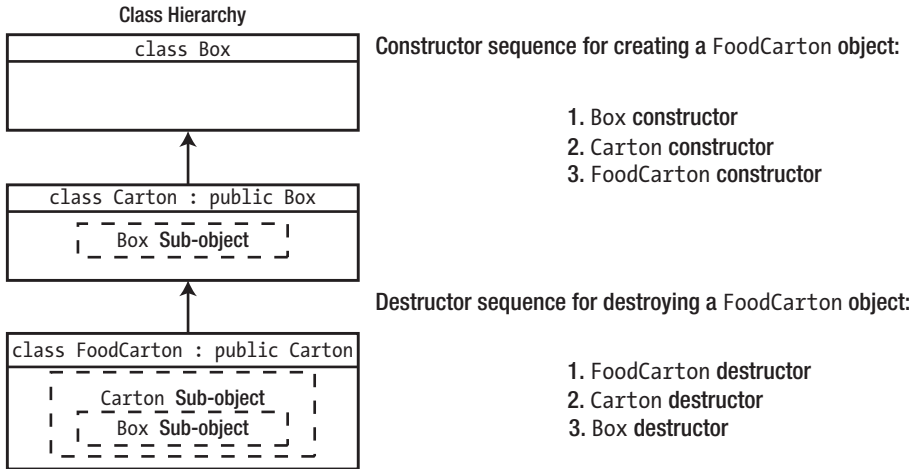 Class Hierarchy
class Box
class Carton : public Box
Box Sub-object
class FoodCarton : public Carton
Carton Sub-object
Box Sub-object
Constructor sequence for creating a FoodCarton object:
1. Box constructor
2. Carton constructor
3. FoodCarton constructor
Destructor sequence for destroying a FoodCarton object:
1. FoodCarton destructor
2. Carton destructor
3. Box destructor